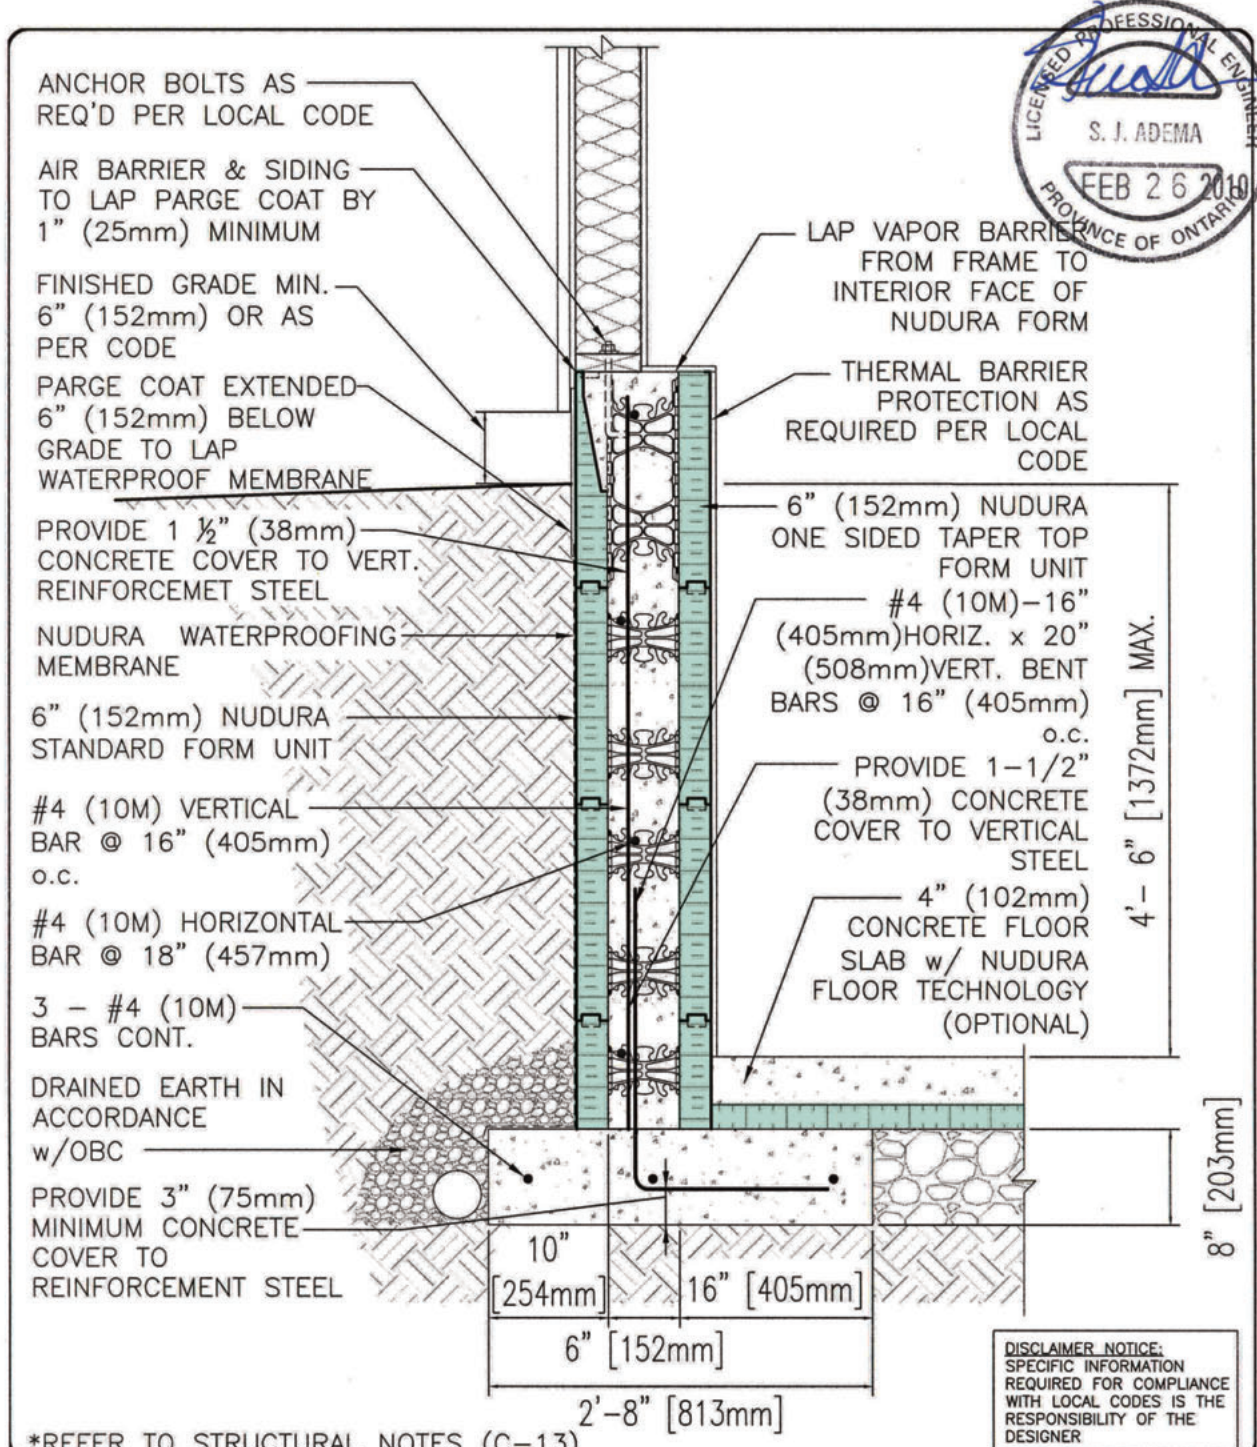 ANCHOR BOLTS AS
REQ'D PER LOCAL CODE
AIR BARRIER & SIDING
TO LAP PARGE COAT BY
1" (25mm) MINIMUM
FINISHED GRADE MIN.
6" (152mm) OR AS
PER CODE
PARGE COAT EXTENDED
6" (152mm) BELOW
GRADE TO LAP
WATERPROOF MEMBRANE
PROVIDE 1 ½" (38mm)
CONCRETE COVER TO VERT.
REINFORCEMET STEEL
NUDURA WATERPROOFING
MEMBRANE
6" (152mm) NUDURA
STANDARD FORM UNIT
#4 (10M) VERTICAL
BAR @ 16" (405mm)
o.c.
#4 (10M) HORIZONTAL
BAR @ 18" (457mm)
3 - #4 (10M)
BARS CONT.
DRAINED EARTH IN
ACCORDANCE
w/OBC
PROVIDE 3" (75mm)
MINIMUM CONCRETE
COVER TO
REINFORCEMENT STEEL
LICENSED PROFESSIONAL ENGINEER
S. J. ADEMA
FEB 26 2010
PROVINCE OF ONTARIO
LAP VAPOR BARRIER
FROM FRAME TO
INTERIOR FACE OF
NUDURA FORM
THERMAL BARRIER
PROTECTION AS
REQUIRED PER LOCAL
CODE
6" (152mm) NUDURA
ONE SIDED TAPER TOP
FORM UNIT
#4 (10M)-16"
(405mm)HORIZ. x 20"
(508mm)VERT. BENT
BARS @ 16" (405mm)
o.c.
PROVIDE 1-1/2"
(38mm) CONCRETE
COVER TO VERTICAL
STEEL
4" (102mm)
CONCRETE FLOOR
SLAB w/ NUDURA
FLOOR TECHNOLOGY
(OPTIONAL)
4'- 6" [1372mm] MAX.
8" [203mm]
10"
[254mm]
16" [405mm]
6" [152mm]
2'-8" [813mm]
DISCLAIMER NOTICE:
SPECIFIC INFORMATION
REQUIRED FOR COMPLIANCE
WITH LOCAL CODES IS THE
RESPONSIBILITY OF THE
DESIGNER
*REFER TO STRUCTURAL NOTES (C-13)